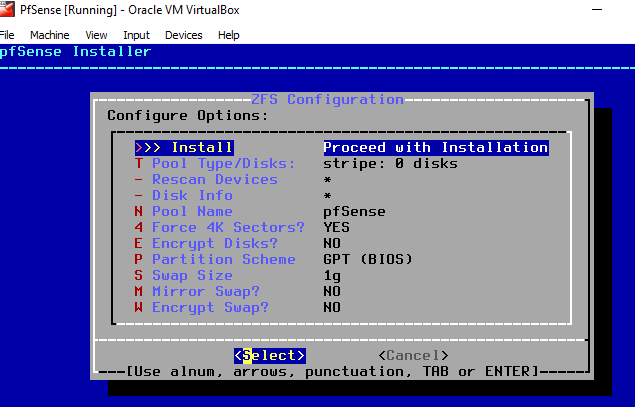 PfSense [Running] - Oracle VM VirtualBox
File Machine View Input Devices Help
pfSense Installer
ZFS Configuration
Configure Options:
>>> Install Proceed with Installation
T Pool Type/Disks: stripe: 0 disks
- Rescan Devices *
- Disk Info *
N Pool Name pfSense
4 Force 4K Sectors? YES
E Encrypt Disks? NO
P Partition Scheme GPT (BIOS)
S Swap Size 1g
M Mirror Swap? NO
W Encrypt Swap? NO
<Select> <Cancel>
[Use alnum, arrows, punctuation, TAB or ENTER]